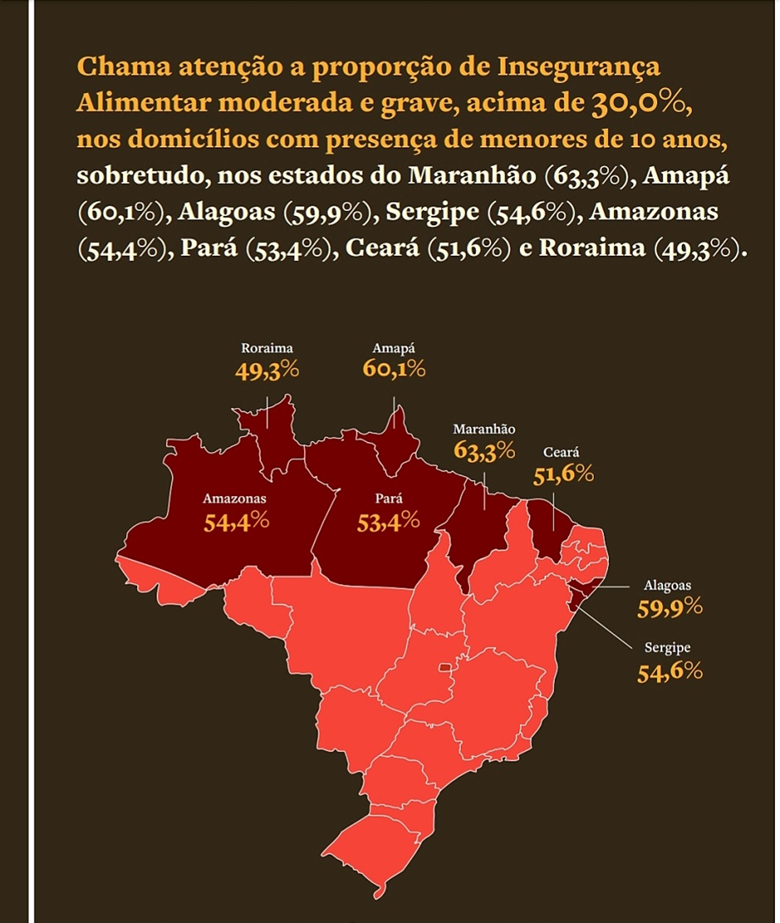 Chama atenção a proporção de Insegurança
Alimentar moderada e grave, acima de 30,0%,
nos domicílios com presença de menores de 10 anos,
sobretudo, nos estados do Maranhão (63,3%), Amapá
(60,1%), Alagoas (59,9%), Sergipe (54,6%), Amazonas
(54,4%), Pará (53,4%), Ceará (51,6%) e Roraima (49,3%).
Roraima
49,3%
Amapá
60,1%
Maranhão
63,3%
Ceará
51,6%
Amazonas
54,4%
Pará
53,4%
Alagoas
59,9%
Sergipe
54,6%